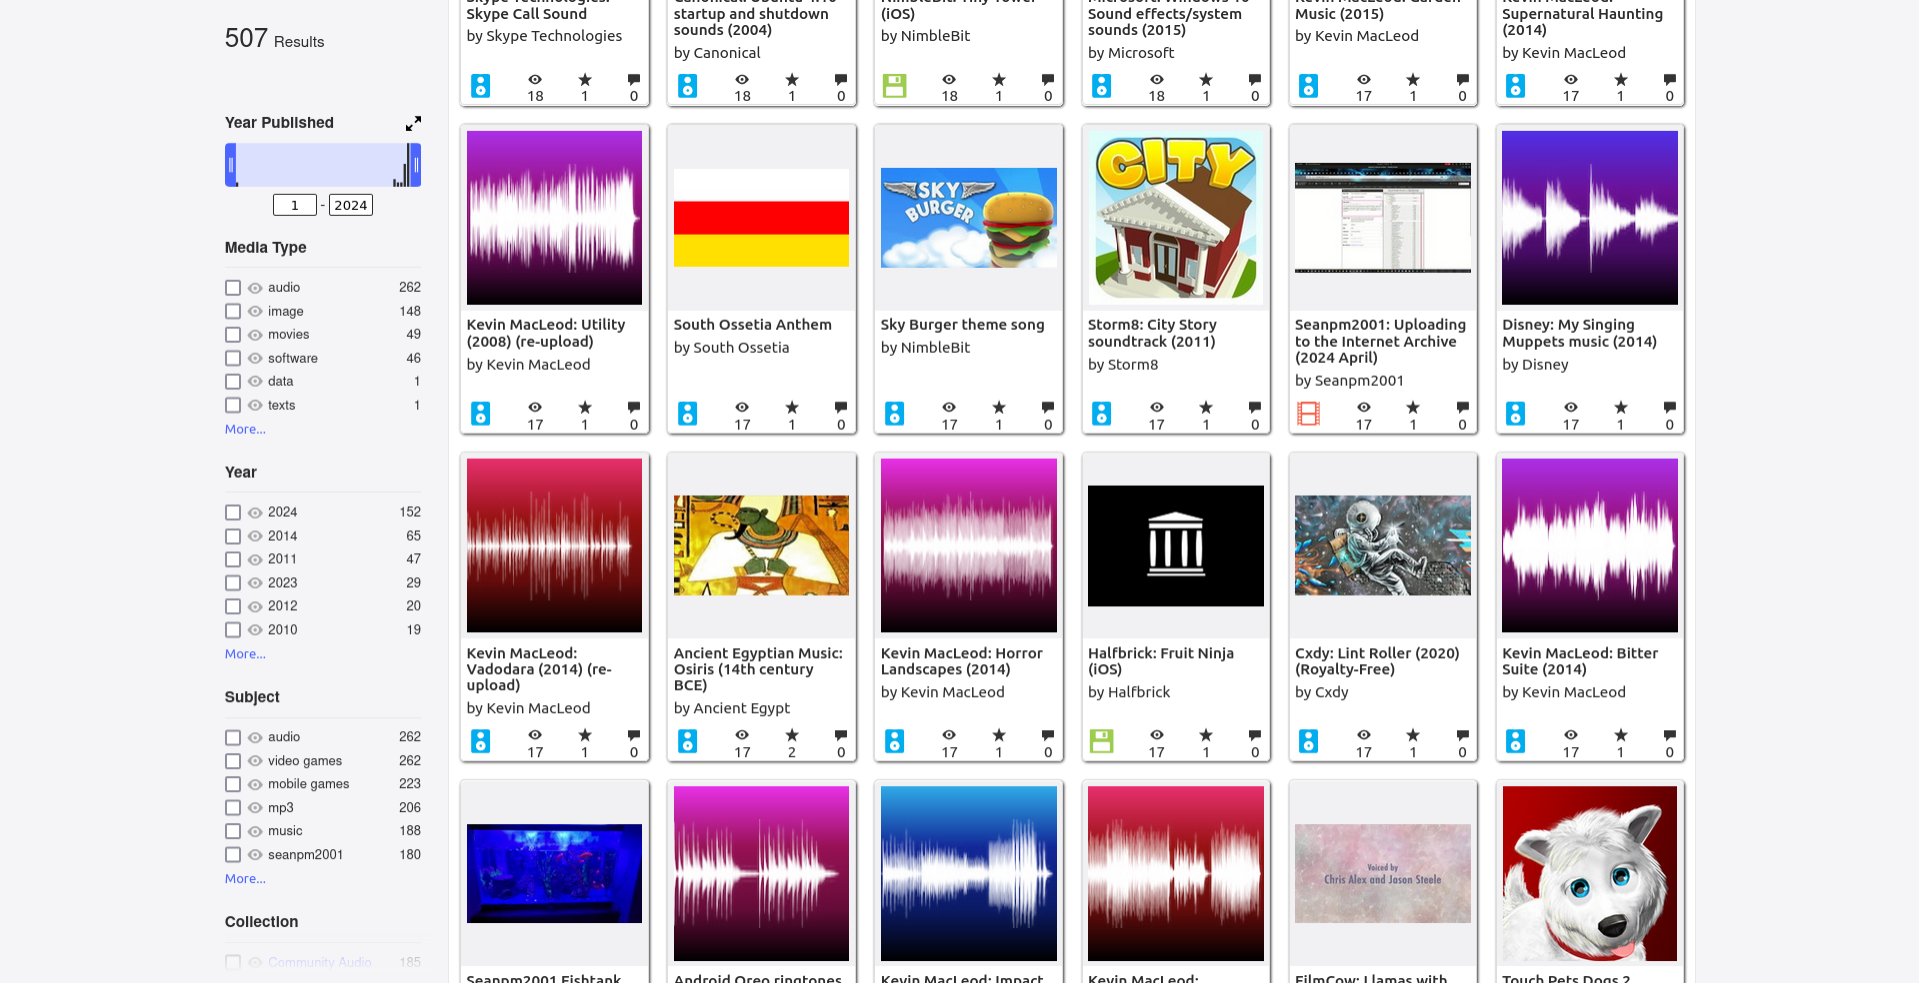 507 Results
Year Published
1 - 2024
Media Type
audio 262
image 148
movies 49
software 46
data 1
texts 1
More...
Year
2024 152
2014 65
2011 47
2023 29
2012 20
2010 19
More...
Subject
audio 262
video games 262
mobile games 223
mp3 206
music 188
seanpm2001 180
More...
Collection
Community Audio 185
Skype Technologies:
Skype Call Sound
by Skype Technologies
18 1 0
startup and shutdown
sounds (2004)
by Canonical
18 1 0
NimbleBit: Tiny Tower
(iOS)
by NimbleBit
18 1 0
Microsoft: Windows 10
Sound effects/system
sounds (2015)
by Microsoft
18 1 0
Kevin MacLeod: Garden
Music (2015)
by Kevin MacLeod
17 1 0
Kevin MacLeod:
Supernatural Haunting
(2014)
by Kevin MacLeod
17 1 0
Kevin MacLeod: Utility
(2008) (re-upload)
by Kevin MacLeod
17 1 0
South Ossetia Anthem
by South Ossetia
17 1 0
SKY
BURGER
Sky Burger theme song
by NimbleBit
17 1 0
CITY
Storm8: City Story
soundtrack (2011)
by Storm8
17 1 0
Seanpm2001: Uploading
to the Internet Archive
(2024 April)
by Seanpm2001
17 1 0
Disney: My Singing
Muppets music (2014)
by Disney
17 1 0
Kevin MacLeod:
Vadodara (2014) (re-
upload)
by Kevin MacLeod
17 1 0
Ancient Egyptian Music:
Osiris (14th century
BCE)
by Ancient Egypt
17 2 0
Kevin MacLeod: Horror
Landscapes (2014)
by Kevin MacLeod
17 1 0
Halfbrick: Fruit Ninja
(iOS)
by Halfbrick
17 1 0
Cxdy: Lint Roller (2020)
(Royalty-Free)
by Cxdy
17 1 0
Kevin MacLeod: Bitter
Suite (2014)
by Kevin MacLeod
17 1 0
Seanpm2001 Fishtank
Android Oreo ringtones
Kevin MacLeod: Impact
Kevin MacLeod:
Voiced by
Chris Alex and Jason Steele
FilmCow: Llamas with
Touch Pets Dogs 2